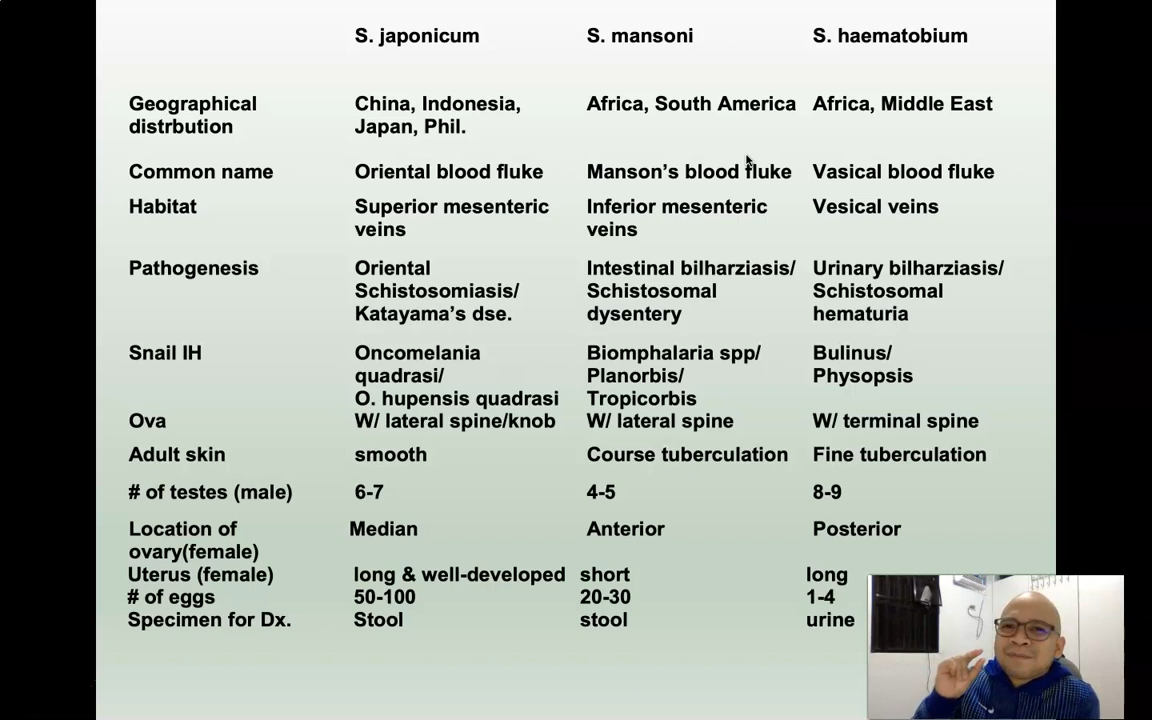 S. japonicum S. mansoni S. haematobium
Geographical China, Indonesia, Africa, South America Africa, Middle East
distrbution Japan, Phil.
Common name Oriental blood fluke Manson's blood fluke Vasical blood fluke
Habitat Superior mesenteric Inferior mesenteric Vesical veins
veins veins
Pathogenesis Oriental Intestinal bilharziasis/ Urinary bilharziasis/
Schistosomiasis/ Schistosomal Schistosomal
Katayama's dse. dysentery hematuria
Snail IH Oncomelania Biomphalaria spp/ Bulinus/
quadrasi/ Planorbis/ Physopsis
O. hupensis quadrasi Tropicorbis
Ova W/ lateral spine/knob W/ lateral spine W/ terminal spine
Adult skin smooth Course tuberculation Fine tuberculation
# of testes (male) 6-7 4-5 8-9
Location of Median Anterior Posterior
ovary(female)
Uterus (female) long & well-developed short long
# of eggs 50-100 20-30 1-4
Specimen for Dx. Stool stool urine